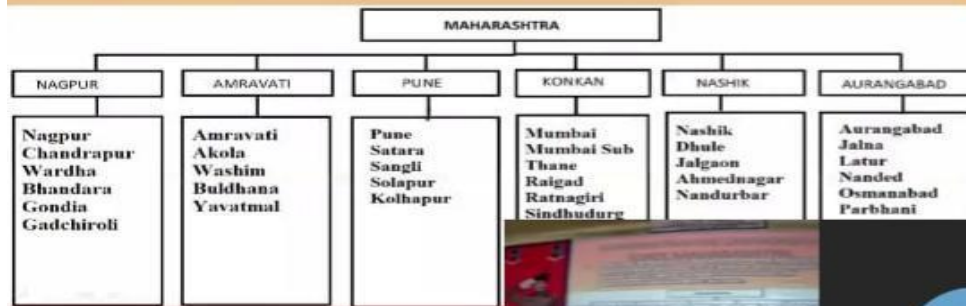 MAHARASHTRA
NAGPUR
AMRAVATI
PUNE
KONKAN
NASHIK
AURANGABAD
Nagpur
Chandrapur
Wardha
Bhandara
Gondia
Gadchiroli
Amravati
Akola
Washim
Buldhana
Yavatmal
Pune
Satara
Sangli
Solapur
Kolhapur
Mumbai
Mumbai Sub
Thane
Raigad
Ratnagiri
Sindhudurg
Nashik
Dhule
Jalgaon
Ahmednagar
Nandurbar
Aurangabad
Jalna
Latur
Nanded
Osmanabad
Parbhani